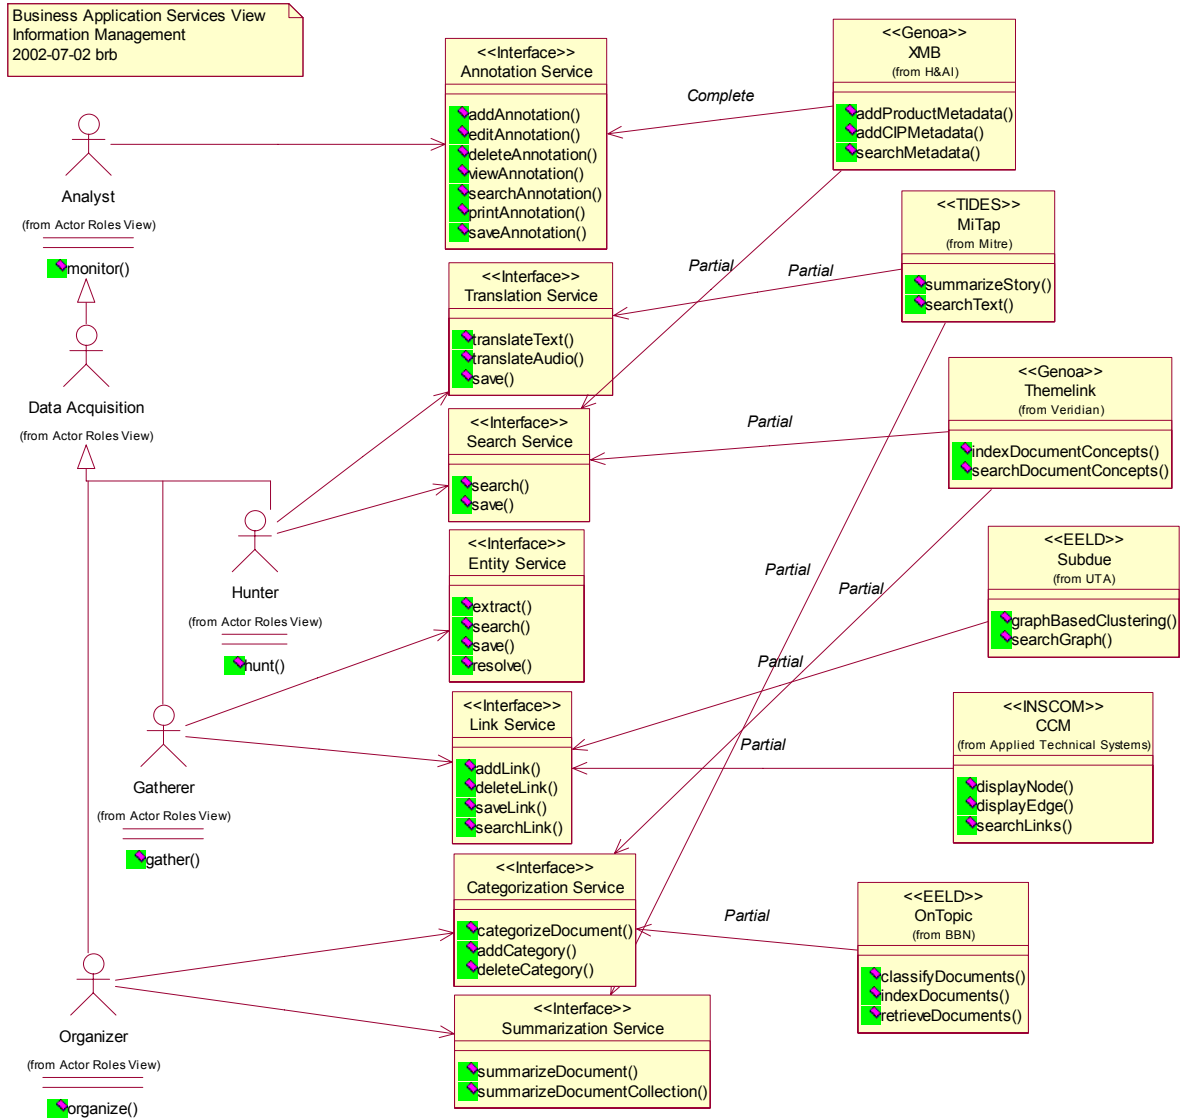 Business Application Services View
Information Management
2002-07-02 brb
Analyst
(from Actor Roles View)
monitor()
Data Acquisition
(from Actor Roles View)
Hunter
(from Actor Roles View)
hunt()
Gatherer
(from Actor Roles View)
gather()
Organizer
(from Actor Roles View)
organize()
<<Interface>>
Annotation Service
addAnnotation()
editAnnotation()
deleteAnnotation()
viewAnnotation()
searchAnnotation()
printAnnotation()
saveAnnotation()
<<Interface>>
Translation Service
translateText()
translateAudio()
save()
<<Interface>>
Search Service
search()
save()
<<Interface>>
Entity Service
extract()
search()
save()
resolve()
<<Interface>>
Link Service
addLink()
deleteLink()
saveLink()
searchLink()
<<Interface>>
Categorization Service
categorizeDocument()
addCategory()
deleteCategory()
<<Interface>>
Summarization Service
summarizeDocument()
summarizeDocumentCollection()
Complete
Partial
Partial
Partial
Partial
Partial
Partial
Partial
Partial
<<Genoa>>
XMB
(from H&AI)
addProductMetadata()
addCIPMetadata()
searchMetadata()
<<TIDES>>
MiTap
(from Mitre)
summarizeStory()
searchText()
<<Genoa>>
Themelink
(from Veridian)
indexDocumentConcepts()
searchDocumentConcepts()
<<EELD>>
Subdue
(from UTA)
graphBasedClustering()
searchGraph()
<<INSCOM>>
CCM
(from Applied Technical Systems)
displayNode()
displayEdge()
searchLinks()
<<EELD>>
OnTopic
(from BBN)
classifyDocuments()
indexDocuments()
retrieveDocuments()